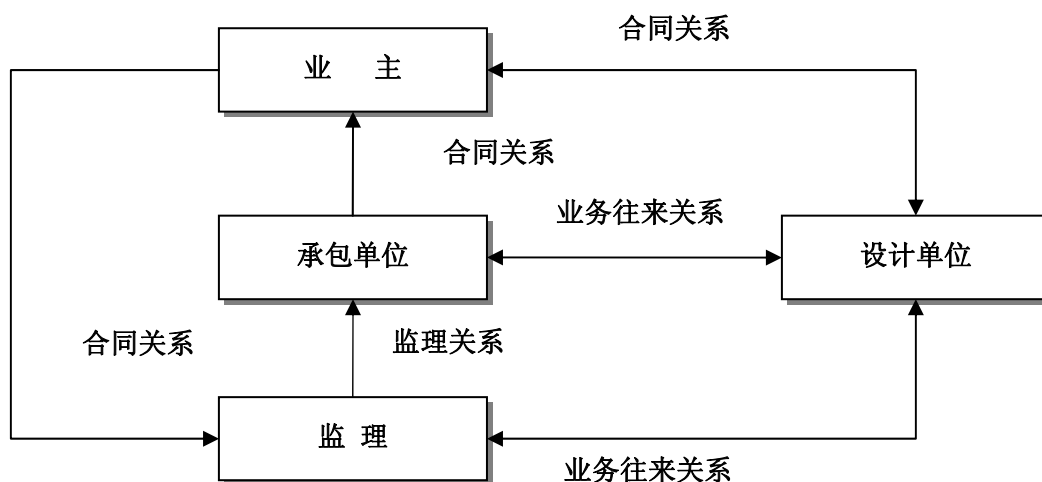 合同关系
业 主
合同关系
业务往来关系
承包单位
设计单位
合同关系
监理关系
监 理
业务往来关系